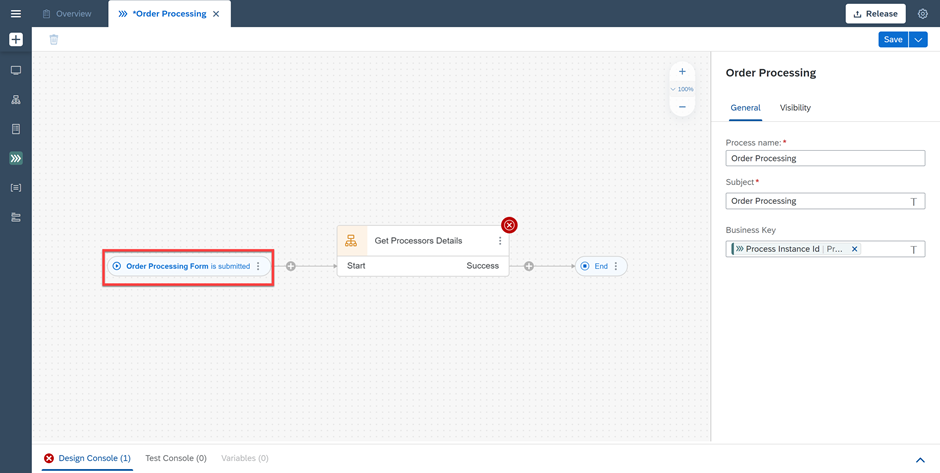 Overview
*Order Processing
Release
Save
100%
Order Processing
General
Visibility
Process name:*
Order Processing
Subject*
Order Processing
Business Key
Process Instance Id | Pr...
Get Processors Details
Start
Success
Order Processing Form is submitted
End
Design Console (1)
Test Console (0)
Variables (0)